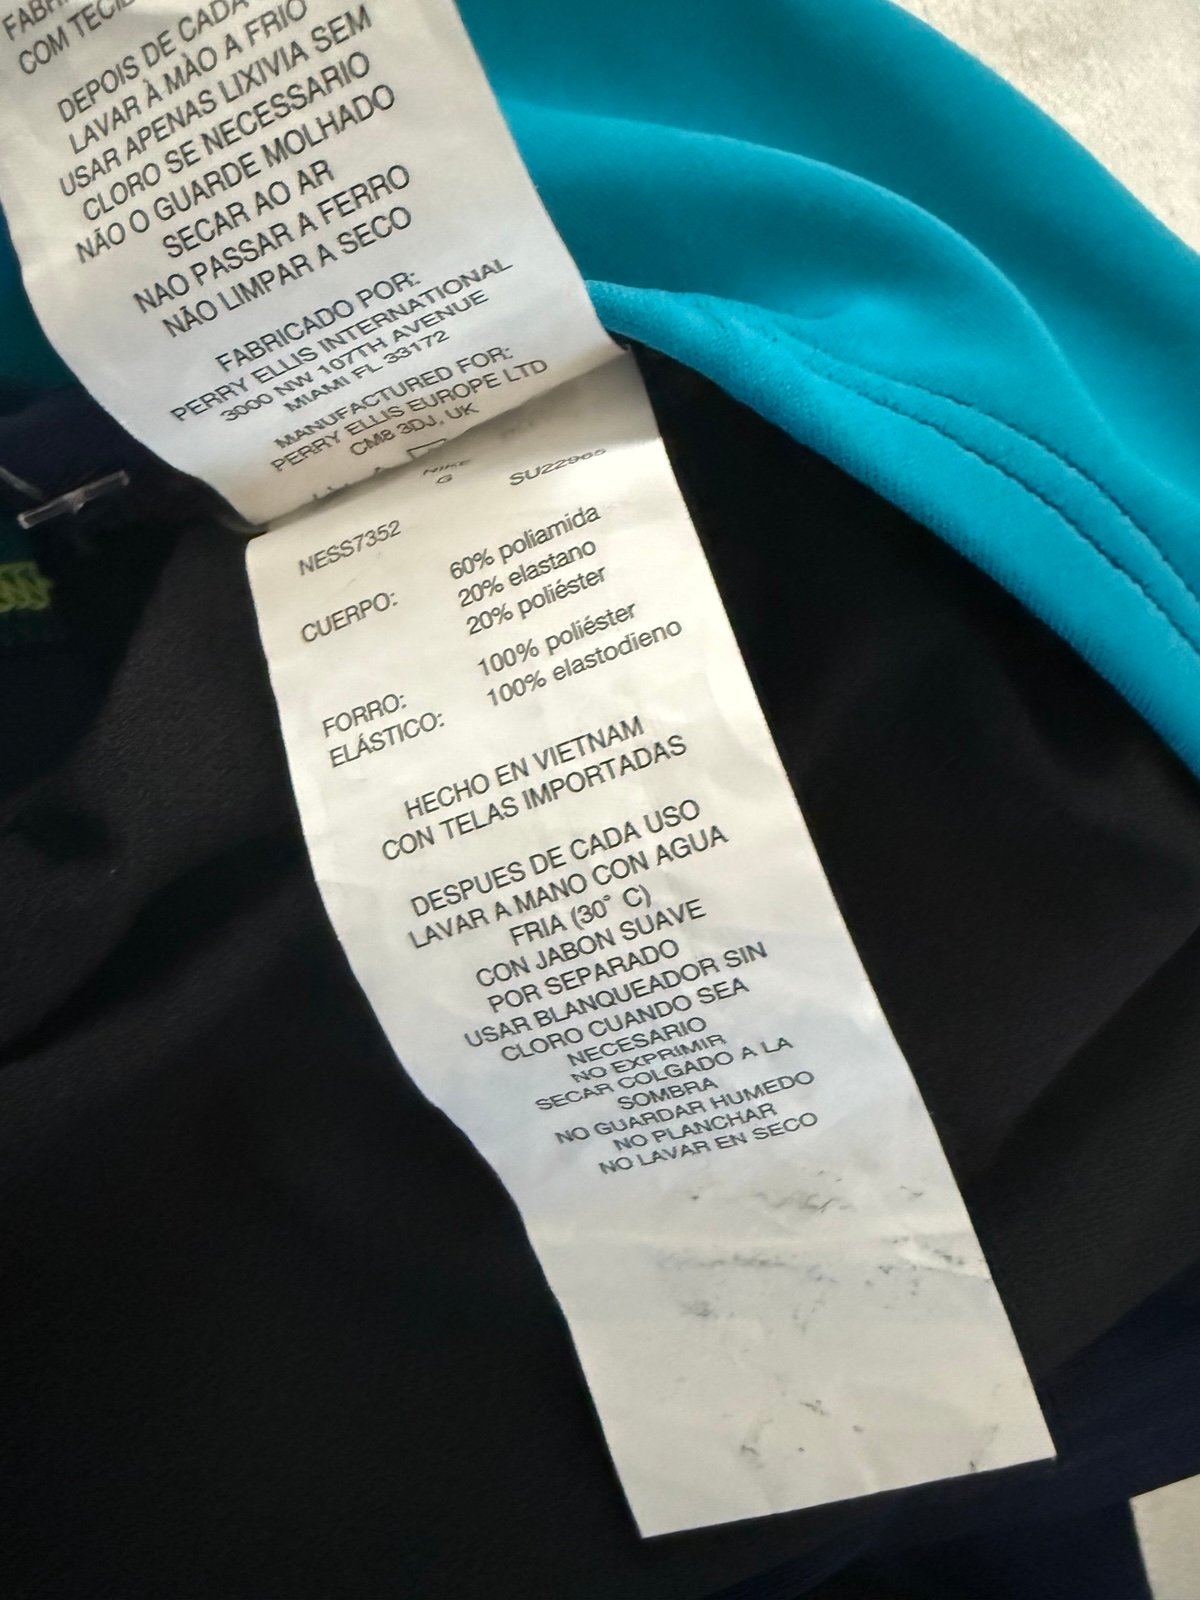 COM
DEPOIS DE CADA
LAVAR À MÀO A FRIO
USAR APENAS LIXIVIA SEM
CLORO SE NECESSARIO
NÃO O GUARDE MOLHADO
SECAR AO AR
NAO PASSAR A FERRO
NÃO LIMPAR A SECO
FABRICADO POR:
PERRY ELLIS INTERNATIONAL
3000 NW 107TH AVENUE
MIAMI FL 33172
MANUFACTURED FOR:
PERRY ELLIS EUROPE LTD
CM8 3DJ, UK
NIKE
G
NESS7352
CUERPO: 60% poliamida
20% elastano
20% poliéster
FORRO: 100% poliéster
ELÁSTICO: 100% elastodieno
HECHO EN VIETNAM
CON TELAS IMPORTADAS
DESPUES DE CADA USO
LAVAR A MANO CON AGUA
FRIA (30° C)
CON JABON SUAVE
POR SEPARADO
USAR BLANQUEADOR SIN
CLORO CUANDO SEA
NECESARIO
NO EXPRIMIR
SECAR COLGADO A LA
SOMBRA
NO GUARDAR HUMEDO
NO PLANCHAR
NO LAVAR EN SECO